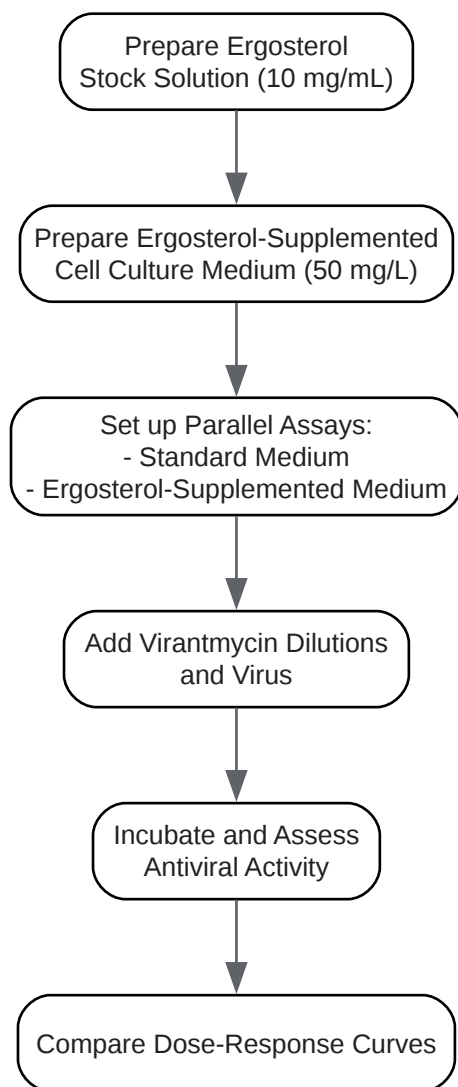 Prepare Ergosterol
Stock Solution (10 mg/mL)
Prepare Ergosterol-Supplemented
Cell Culture Medium (50 mg/L)
Set up Parallel Assays:
- Standard Medium
- Ergosterol-Supplemented Medium
Add Virantmycin Dilutions
and Virus
Incubate and Assess
Antiviral Activity
Compare Dose-Response Curves